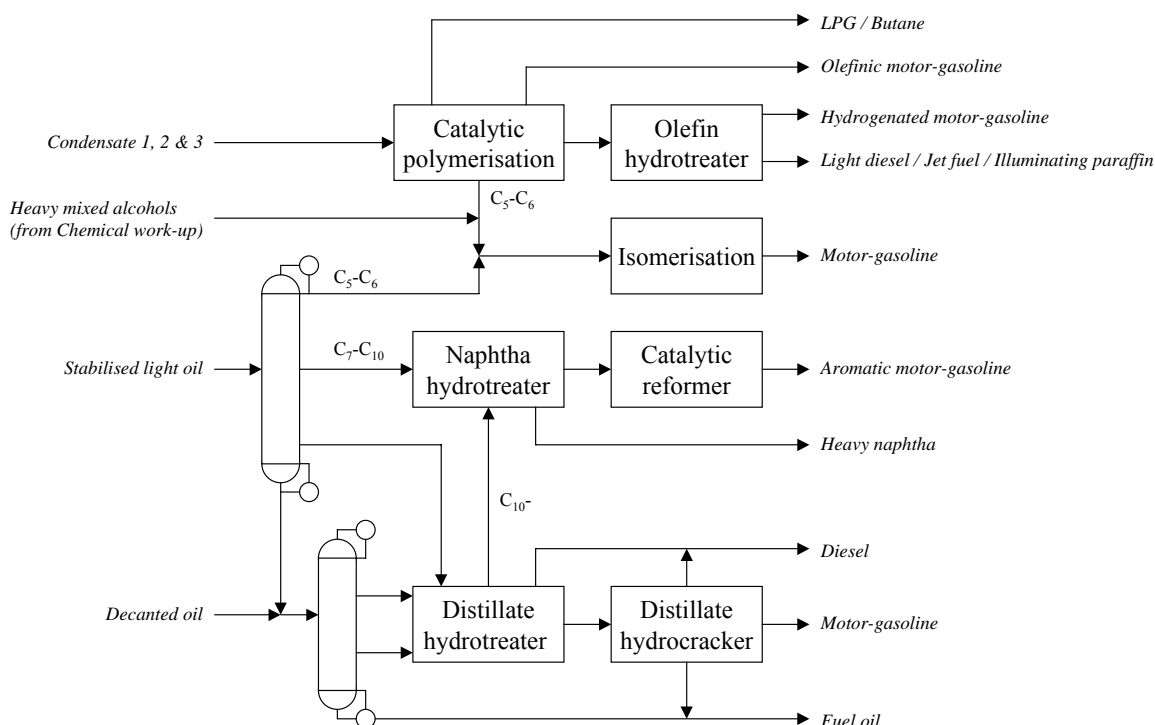 LPG / Butane
Olefinic motor-gasoline
Condensate 1, 2 & 3
Catalytic
polymerisation
Olefin
hydrotreater
Hydrogenated motor-gasoline
Light diesel / Jet fuel / Illuminating paraffin
C5-C6
Heavy mixed alcohols
(from Chemical work-up)
Isomerisation
Motor-gasoline
C5-C6
Stabilised light oil
C7-C10
Naphtha
hydrotreater
Catalytic
reformer
Aromatic motor-gasoline
Heavy naphtha
C10-
Diesel
Decanted oil
Distillate
hydrotreater
Distillate
hydrocracker
Motor-gasoline
Fuel oil